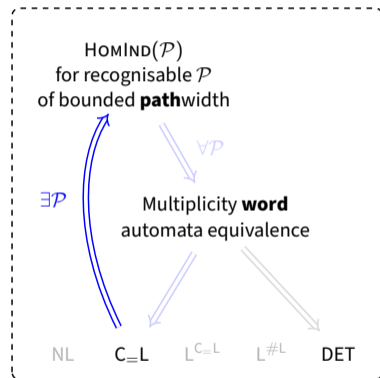 HomInd(𝒫)
for recognisable 𝒫
of bounded pathwidth
∀𝒫
∃𝒫
Multiplicity word
automata equivalence
NL C₌L L^{C₌L} L^{#L} DET